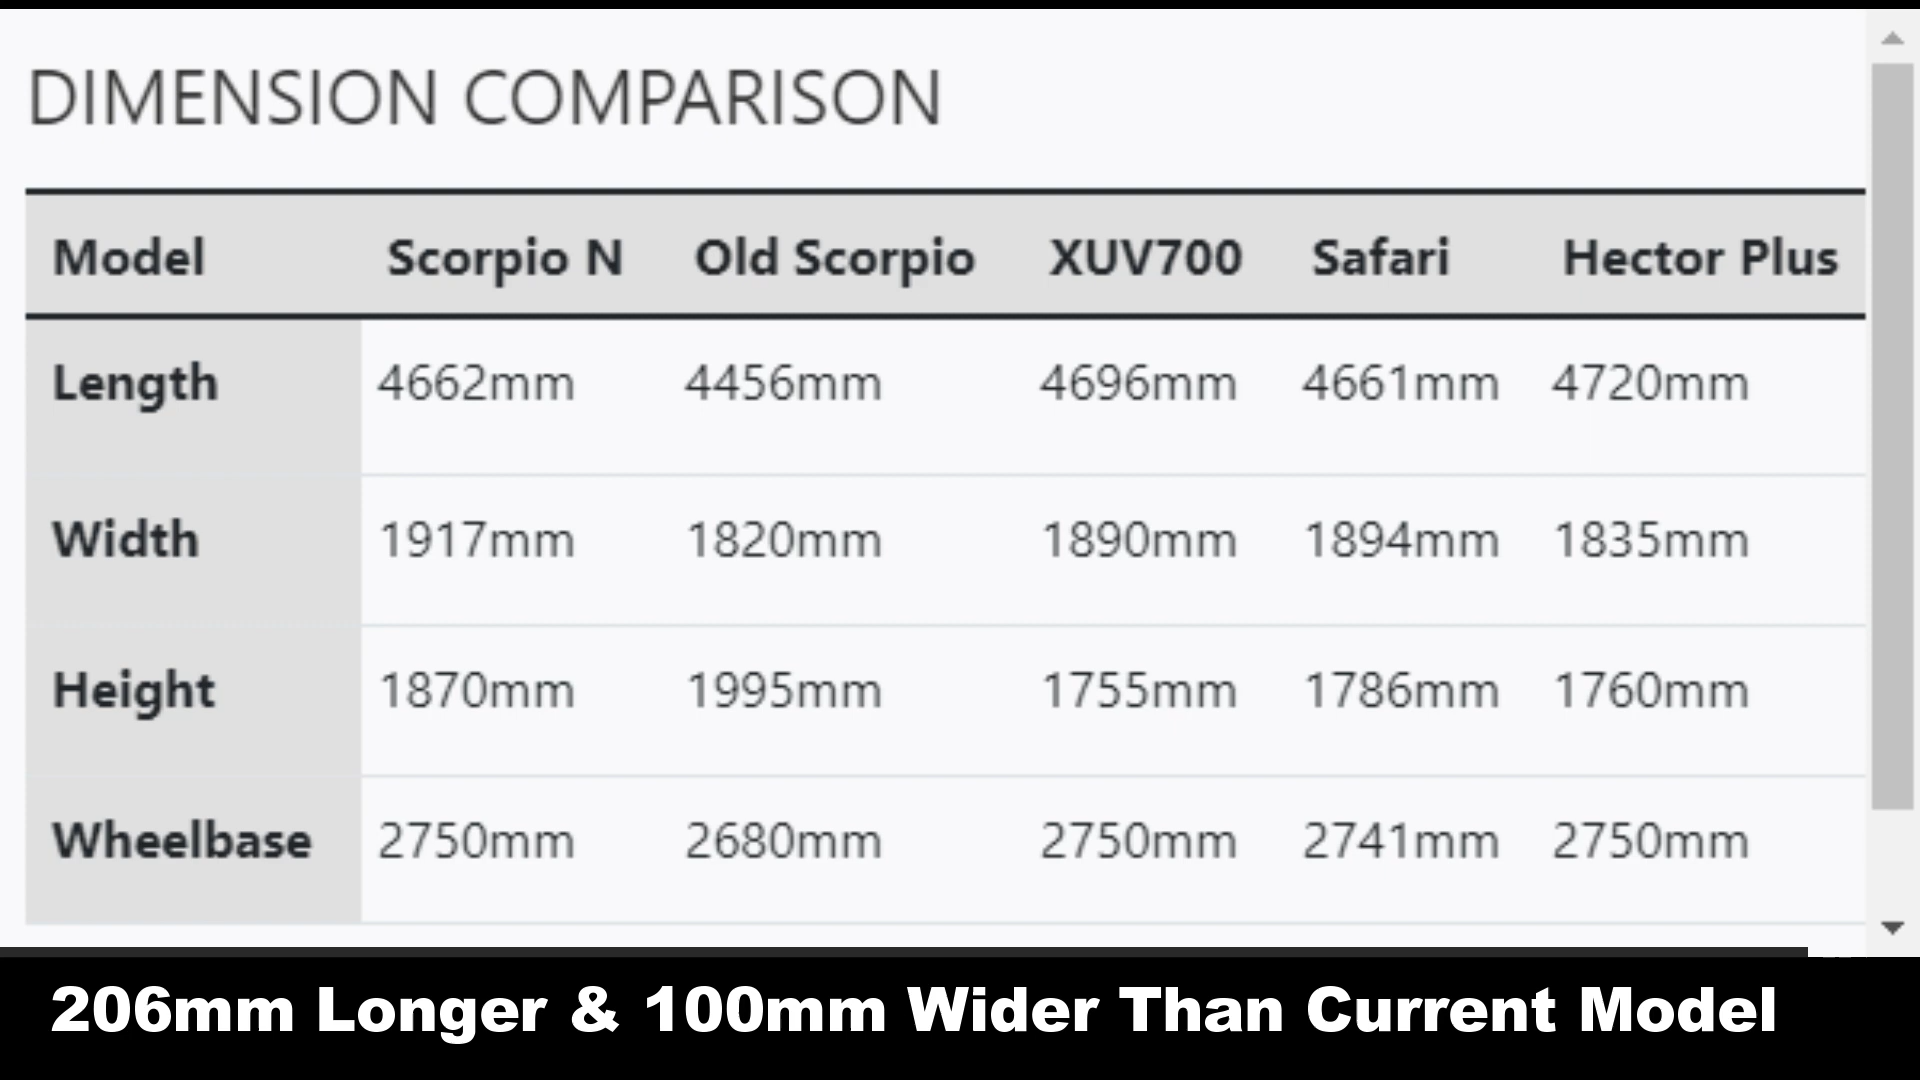 DIMENSION COMPARISON
Model Scorpio N Old Scorpio XUV700 Safari Hector Plus
Length 4662mm 4456mm 4696mm 4661mm 4720mm
Width 1917mm 1820mm 1890mm 1894mm 1835mm
Height 1870mm 1995mm 1755mm 1786mm 1760mm
Wheelbase 2750mm 2680mm 2750mm 2741mm 2750mm
206mm Longer & 100mm Wider Than Current Model